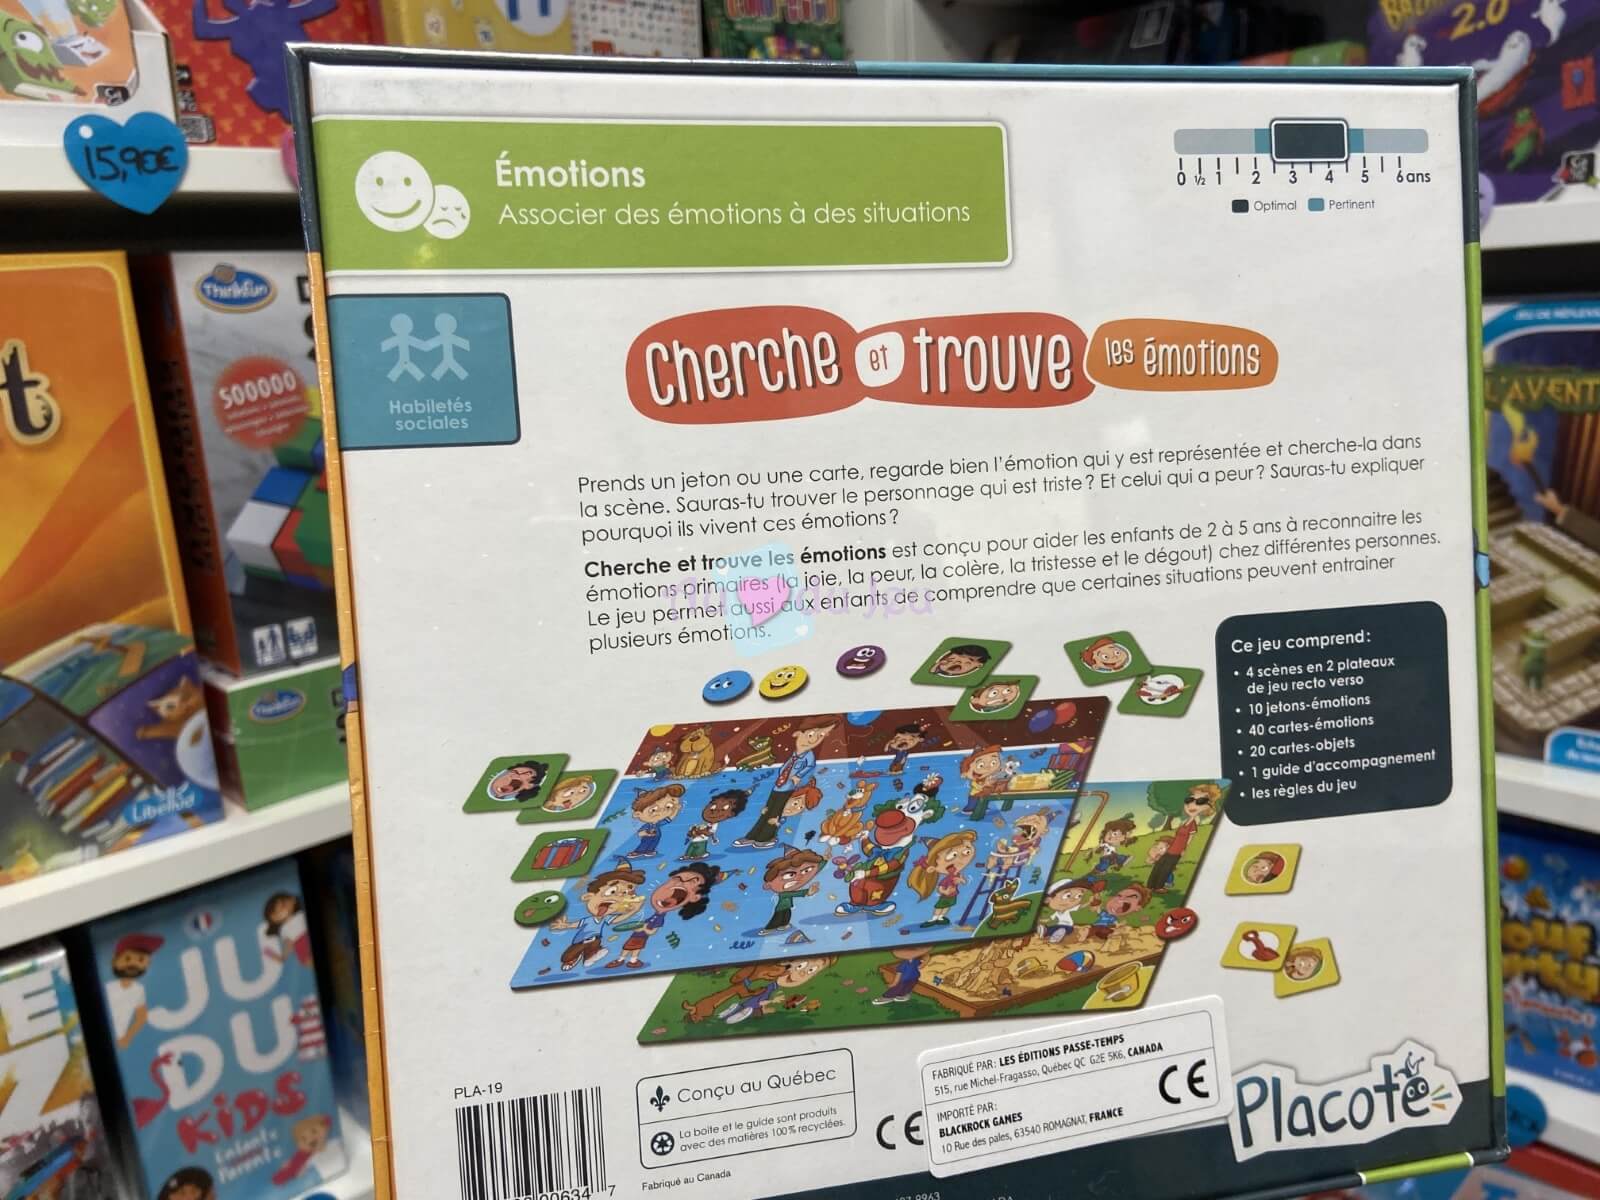 15,90€
2.0
Émotions
Associer des émotions à des situations
0 ½ 1 2 3 4 5 6 ans
Optimal Pertinent
ThinkFun
500000
Habiletés
sociales
Cherche et trouve les émotions
Prends un jeton ou une carte, regarde bien l'émotion qui y est représentée et cherche-la dans
la scène. Sauras-tu trouver le personnage qui est triste ? Et celui qui a peur ? Sauras-tu expliquer
pourquoi ils vivent ces émotions ?
Cherche et trouve les émotions est conçu pour aider les enfants de 2 à 5 ans à reconnaitre les
émotions primaires (la joie, la peur, la colère, la tristesse et le dégout) chez différentes personnes.
Le jeu permet aussi aux enfants de comprendre que certaines situations peuvent entrainer
plusieurs émotions.
Ce jeu comprend :
• 4 scènes en 2 plateaux
de jeu recto verso
• 10 jetons-émotions
• 40 cartes-émotions
• 20 cartes-objets
• 1 guide d'accompagnement
• les règles du jeu
L'AVENT
ThinkFun
Libellud
JU
DU
KIDS
Enfants
Parents
PLA-19
Conçu au Québec
La boîte et le guide sont produits
avec des matières 100 % recyclées.
Fabriqué au Canada
CE
FABRIQUÉ PAR: LES ÉDITIONS PASSE-TEMPS
515, rue Michel-Fragasso, Québec QC G2E 5K6, CANADA
IMPORTÉ PAR:
BLACKROCK GAMES
10 Rue des pales, 63540 ROMAGNAT, FRANCE
CE
Placote
00634 7